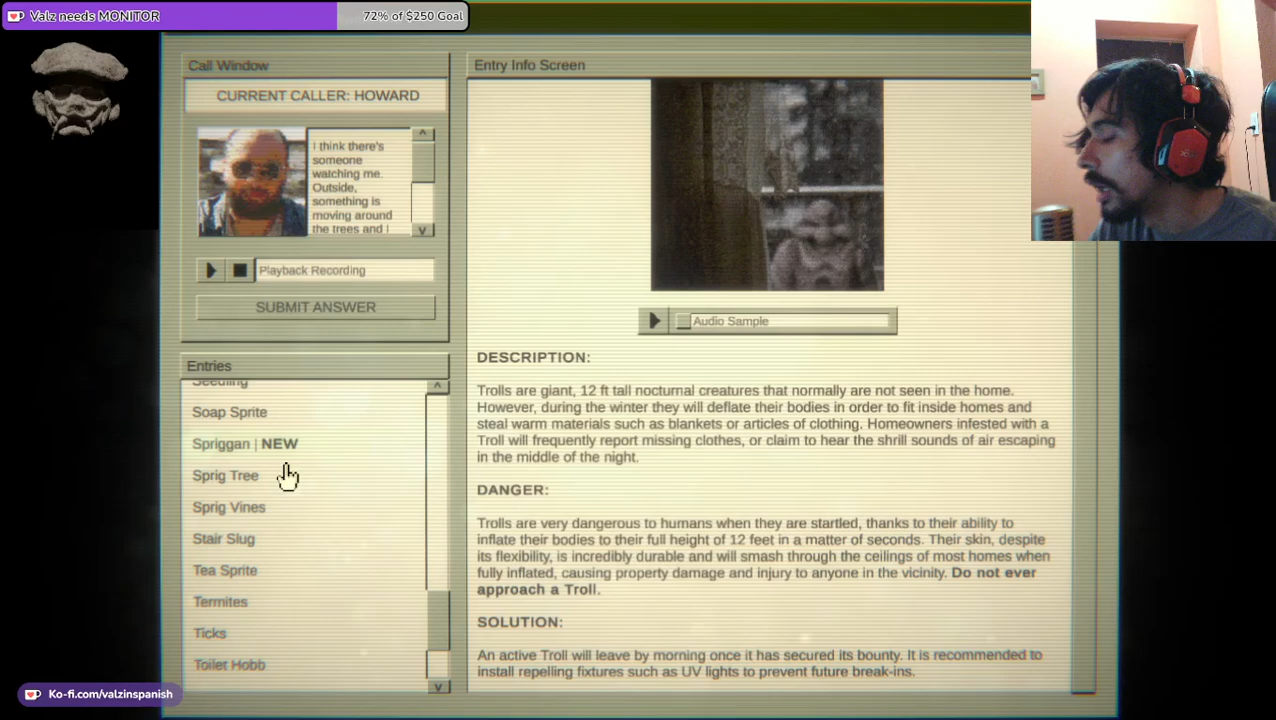 Valz needs MONITOR
72% of $250 Goal
Call Window
CURRENT CALLER: HOWARD
I think there's
someone
watching me.
Outside,
something is
moving around
the trees and I
Playback Recording
SUBMIT ANSWER
Entries
Seedling
Soap Sprite
Spriggan | NEW
Sprig Tree
Sprig Vines
Stair Slug
Tea Sprite
Termites
Ticks
Toilet Hobb
Entry Info Screen
Audio Sample
DESCRIPTION:
Trolls are giant, 12 ft tall nocturnal creatures that normally are not seen in the home.
However, during the winter they will deflate their bodies in order to fit inside homes and
steal warm materials such as blankets or articles of clothing. Homeowners infested with a
Troll will frequently report missing clothes, or claim to hear the shrill sounds of air escaping
in the middle of the night.
DANGER:
Trolls are very dangerous to humans when they are startled, thanks to their ability to
inflate their bodies to their full height of 12 feet in a matter of seconds. Their skin, despite
its flexibility, is incredibly durable and will smash through the ceilings of most homes when
fully inflated, causing property damage and injury to anyone in the vicinity. Do not ever
approach a Troll.
SOLUTION:
An active Troll will leave by morning once it has secured its bounty. It is recommended to
install repelling fixtures such as UV lights to prevent future break-ins.
Ko-fi.com/valzinspanish